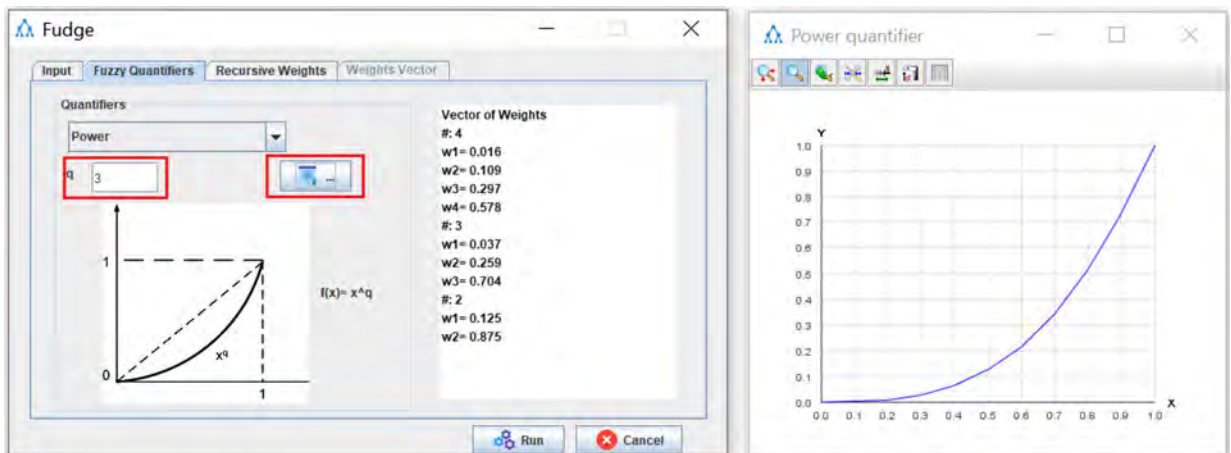 Fudge
Input Fuzzy Quantifiers Recursive Weights Weights Vector
Quantifiers
Power
q 3
...
1
0
x^q
1
f(x)= x^q
Vector of Weights
#: 4
w1= 0.016
w2= 0.109
w3= 0.297
w4= 0.578
#: 3
w1= 0.037
w2= 0.259
w3= 0.704
#: 2
w1= 0.125
w2= 0.875
Run Cancel
Power quantifier
Y
1.0
0.9
0.8
0.7
0.6
0.5
0.4
0.3
0.2
0.1
0.0
0.0 0.1 0.2 0.3 0.4 0.5 0.6 0.7 0.8 0.9 1.0
X